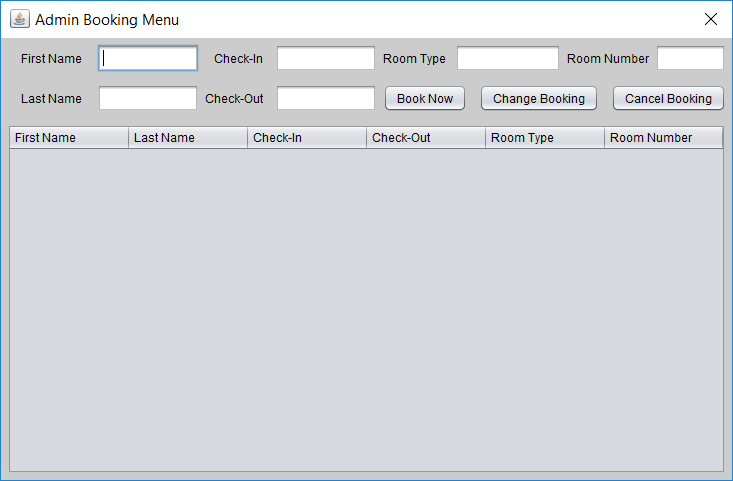 Admin Booking Menu
First Name Check-In Room Type Room Number
Last Name Check-Out Book Now Change Booking Cancel Booking
First Name Last Name Check-In Check-Out Room Type Room Number